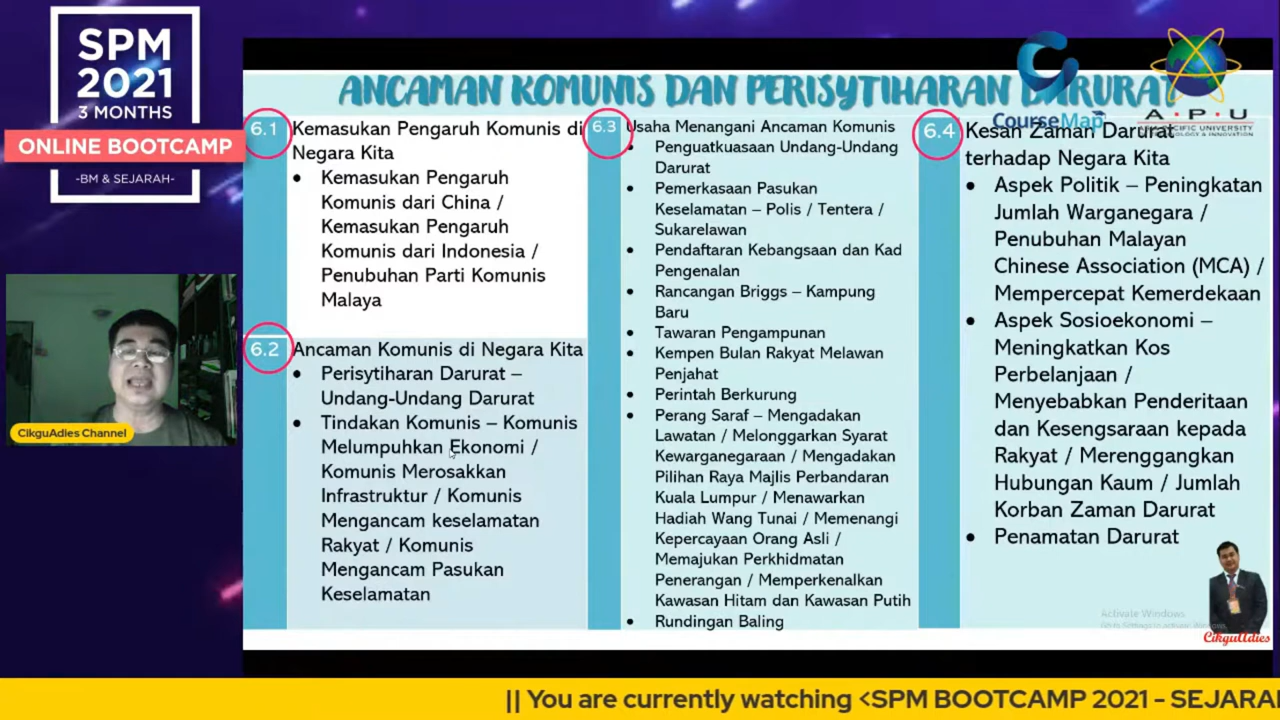 SPM
2021
3 MONTHS
ONLINE BOOTCAMP
-BM & SEJARAH-
CikguAdies Channel
ANCAMAN KOMUNIS DAN PERISYTIHARAN DARURAT
CourseMap
A · P · U
6.1
Kemasukan Pengaruh Komunis di
Negara Kita
• Kemasukan Pengaruh
Komunis dari China /
Kemasukan Pengaruh
Komunis dari Indonesia /
Penubuhan Parti Komunis
Malaya
6.2
Ancaman Komunis di Negara Kita
• Perisytiharan Darurat –
Undang-Undang Darurat
• Tindakan Komunis – Komunis
Melumpuhkan Ekonomi /
Komunis Merosakkan
Infrastruktur / Komunis
Mengancam keselamatan
Rakyat / Komunis
Mengancam Pasukan
Keselamatan
6.3
Usaha Menangani Ancaman Komunis
• Penguatkuasaan Undang-Undang
Darurat
• Pemerkasaan Pasukan
Keselamatan – Polis / Tentera /
Sukarelawan
• Pendaftaran Kebangsaan dan Kad
Pengenalan
• Rancangan Briggs – Kampung
Baru
• Tawaran Pengampunan
• Kempen Bulan Rakyat Melawan
Penjahat
• Perintah Berkurung
• Perang Saraf – Mengadakan
Lawatan / Melonggarkan Syarat
Kewarganegaraan / Mengadakan
Pilihan Raya Majlis Perbandaran
Kuala Lumpur / Menawarkan
Hadiah Wang Tunai / Memenangi
Kepercayaan Orang Asli /
Memajukan Perkhidmatan
Penerangan / Memperkenalkan
Kawasan Hitam dan Kawasan Putih
• Rundingan Baling
6.4
Kesan Zaman Darurat
terhadap Negara Kita
• Aspek Politik – Peningkatan
Jumlah Warganegara /
Penubuhan Malayan
Chinese Association (MCA) /
Mempercepat Kemerdekaan
• Aspek Sosioekonomi –
Meningkatkan Kos
Perbelanjaan /
Menyebabkan Penderitaan
dan Kesengsaraan kepada
Rakyat / Merenggangkan
Hubungan Kaum / Jumlah
Korban Zaman Darurat
• Penamatan Darurat
Activate Windows
CikguAdies
|| You are currently watching <SPM BOOTCAMP 2021 - SEJARA